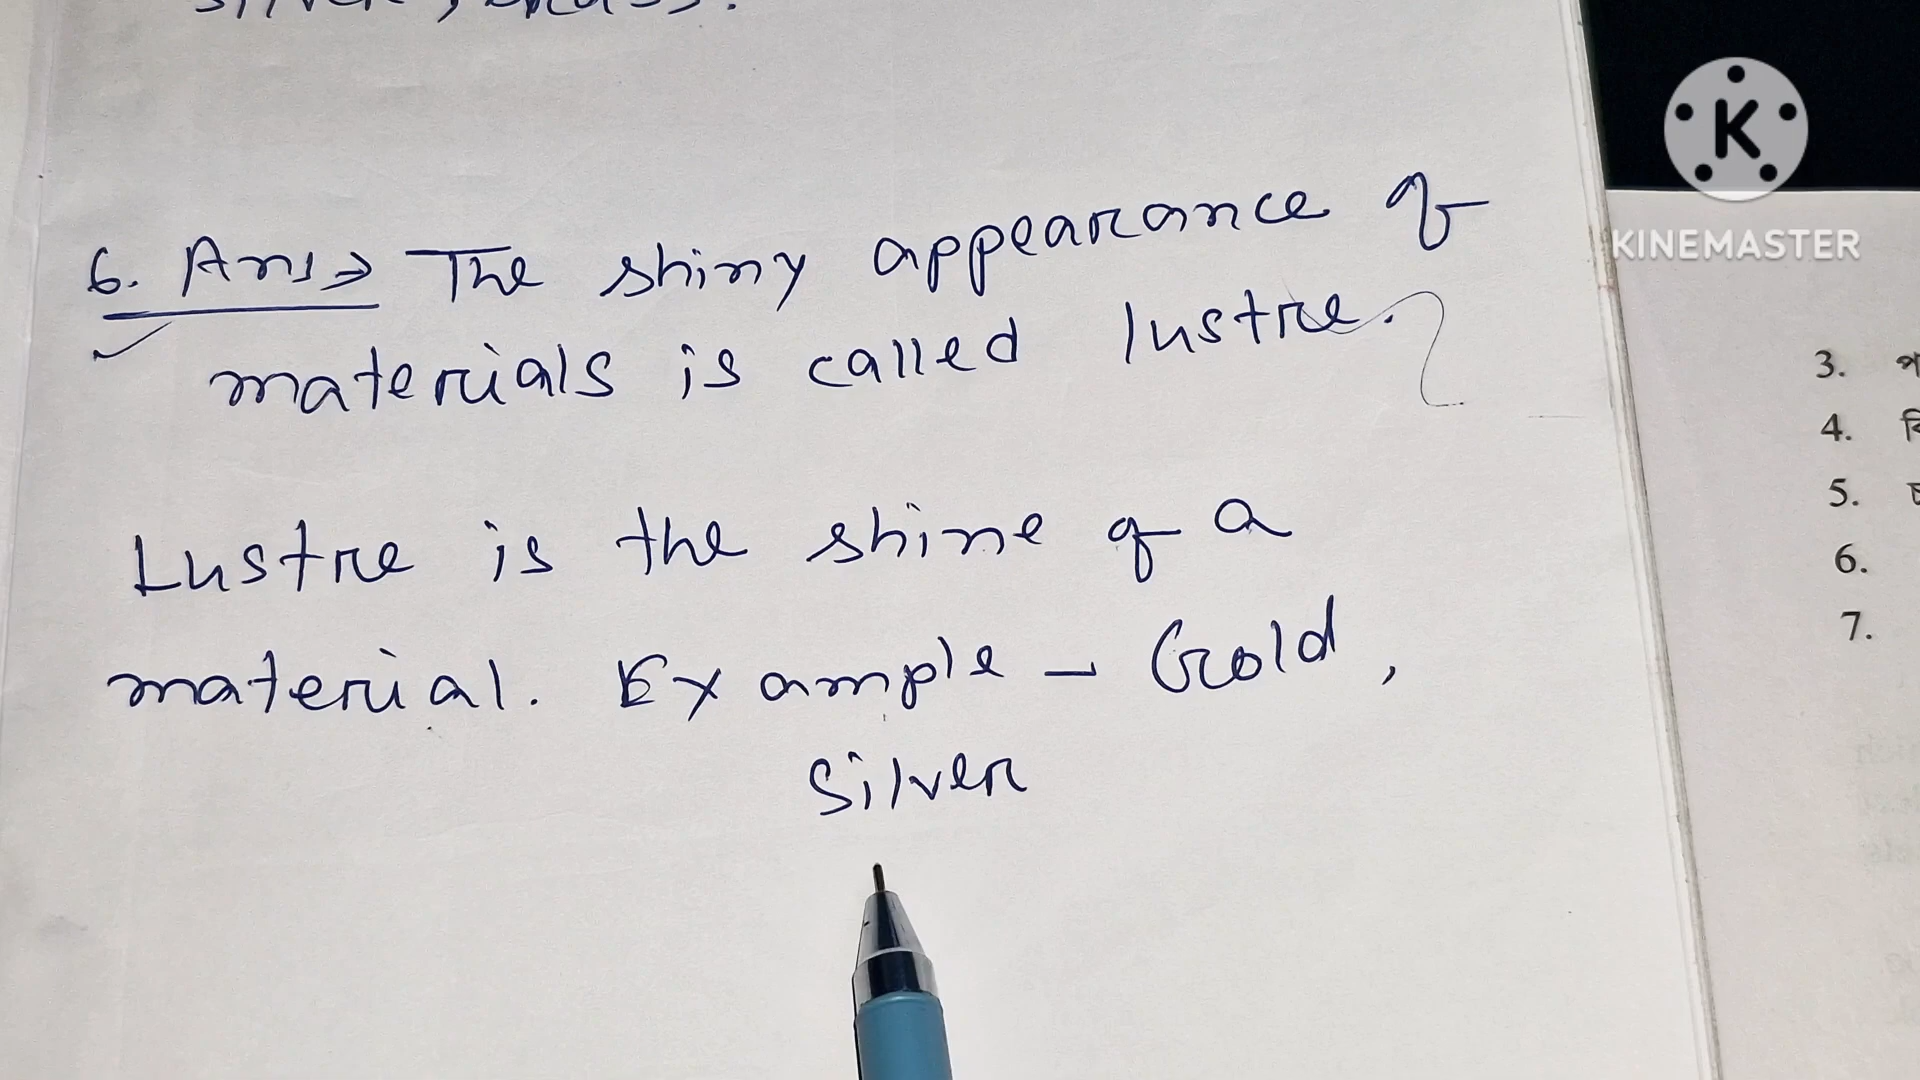 6. Ans⇒ The shiny appearance of
materials is called lustre.
Lustre is the shine of a
material. Example – Gold,
Silver
KINEMASTER
3.
4.
5.
6.
7.